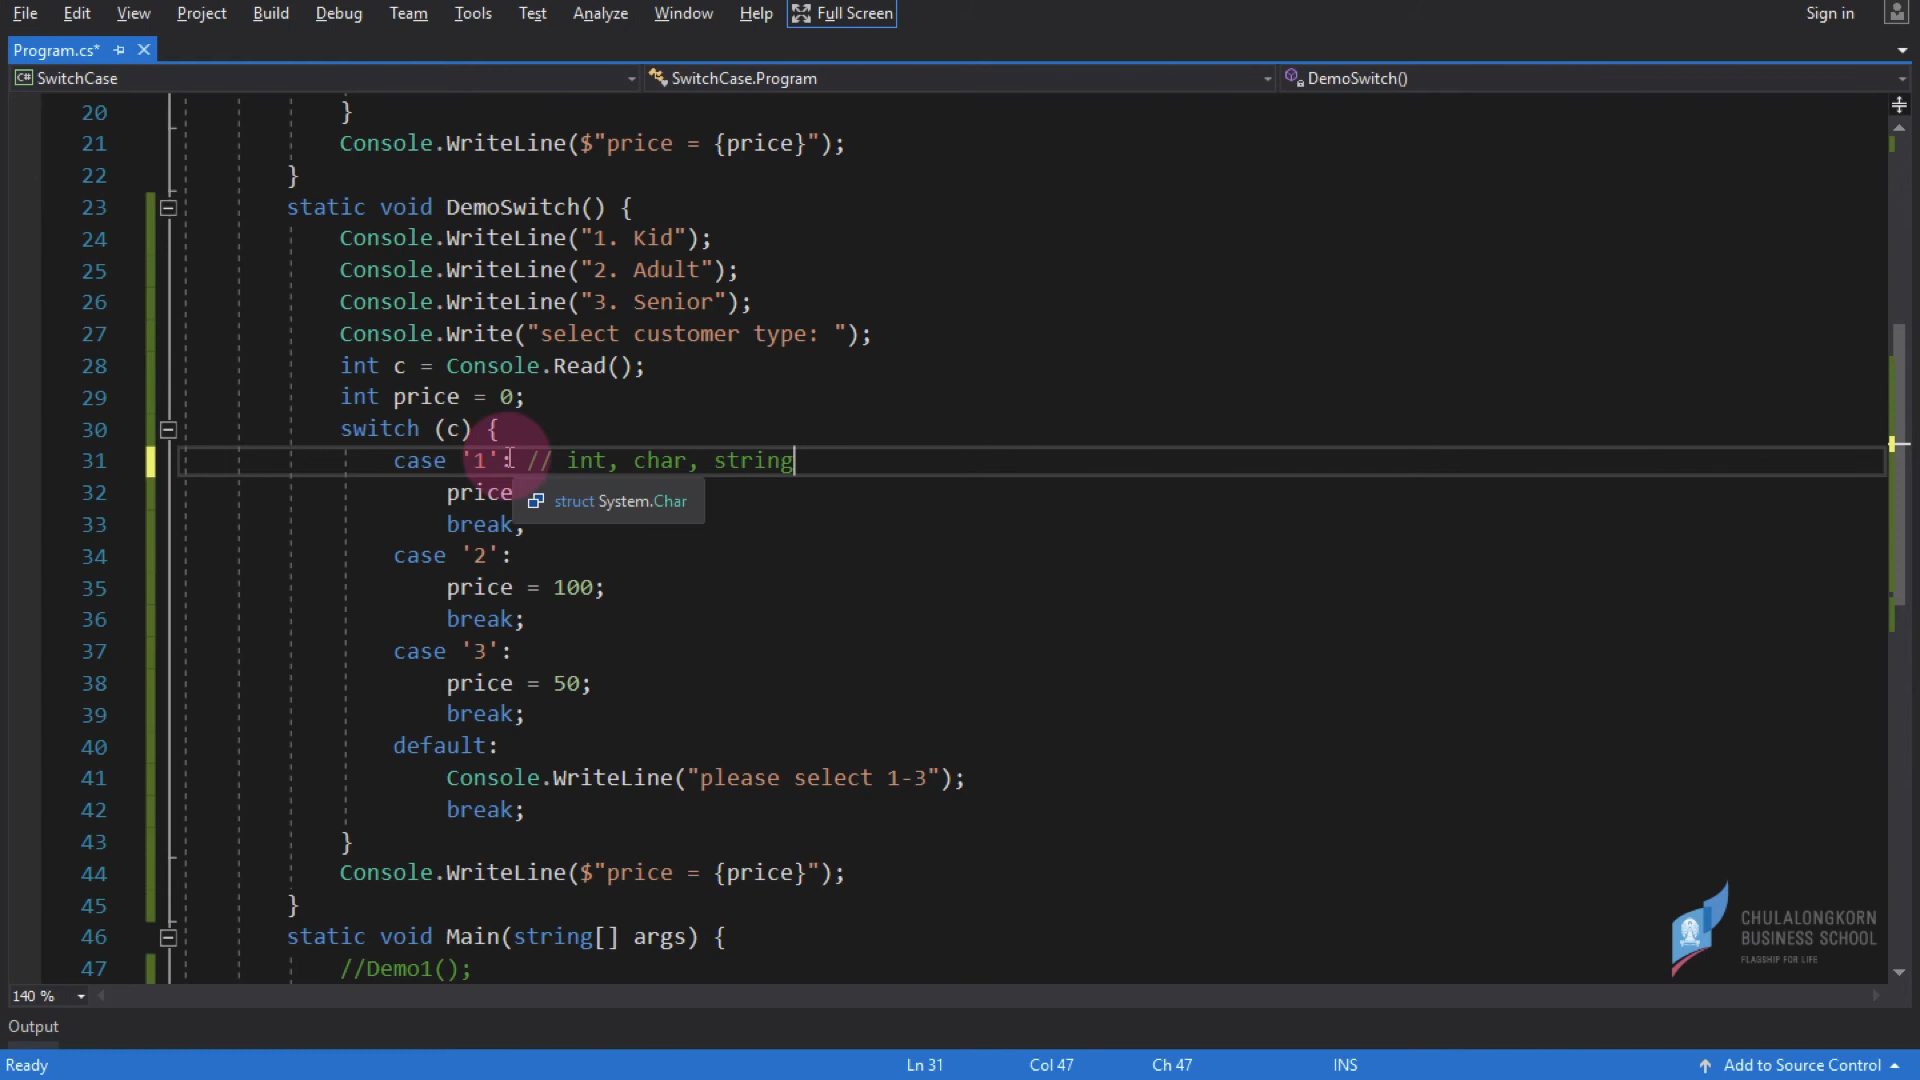 File Edit View Project Build Debug Team Tools Test Analyze Window Help Full Screen Sign in
Program.cs*
C# SwitchCase SwitchCase.Program DemoSwitch()
20 }
21 Console.WriteLine($"price = {price}");
22 }
23 static void DemoSwitch() {
24 Console.WriteLine("1. Kid");
25 Console.WriteLine("2. Adult");
26 Console.WriteLine("3. Senior");
27 Console.Write("select customer type: ");
28 int c = Console.Read();
29 int price = 0;
30 switch (c) {
31 case '1': // int, char, string
32 price
struct System.Char
33 break;
34 case '2':
35 price = 100;
36 break;
37 case '3':
38 price = 50;
39 break;
40 default:
41 Console.WriteLine("please select 1-3");
42 break;
43 }
44 Console.WriteLine($"price = {price}");
45 }
46 static void Main(string[] args) {
47 //Demo1();
CHULALONGKORN
BUSINESS SCHOOL
FLAGSHIP FOR LIFE
140 %
Output
Ready Ln 31 Col 47 Ch 47 INS Add to Source Control